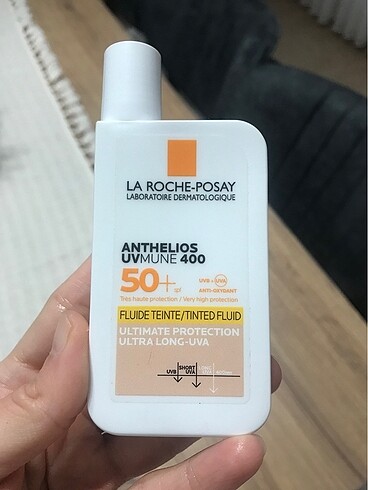 LA ROCHE-POSAY
LABORATOIRE DERMATOLOGIQUE
ANTHELIOS
UVMUNE 400
50+ spf
UVB + UVA
ANTI-OXYDANT
Très haute protection / Very high protection
FLUIDE TEINTE/TINTED FLUID
ULTIMATE PROTECTION
ULTRA LONG-UVA
UVB
SHORT
UVA